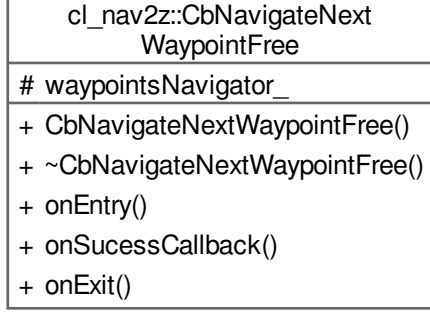 cl_nav2z::CbNavigateNext
WaypointFree
# waypointsNavigator_
+ CbNavigateNextWaypointFree()
+ ~CbNavigateNextWaypointFree()
+ onEntry()
+ onSucessCallback()
+ onExit()